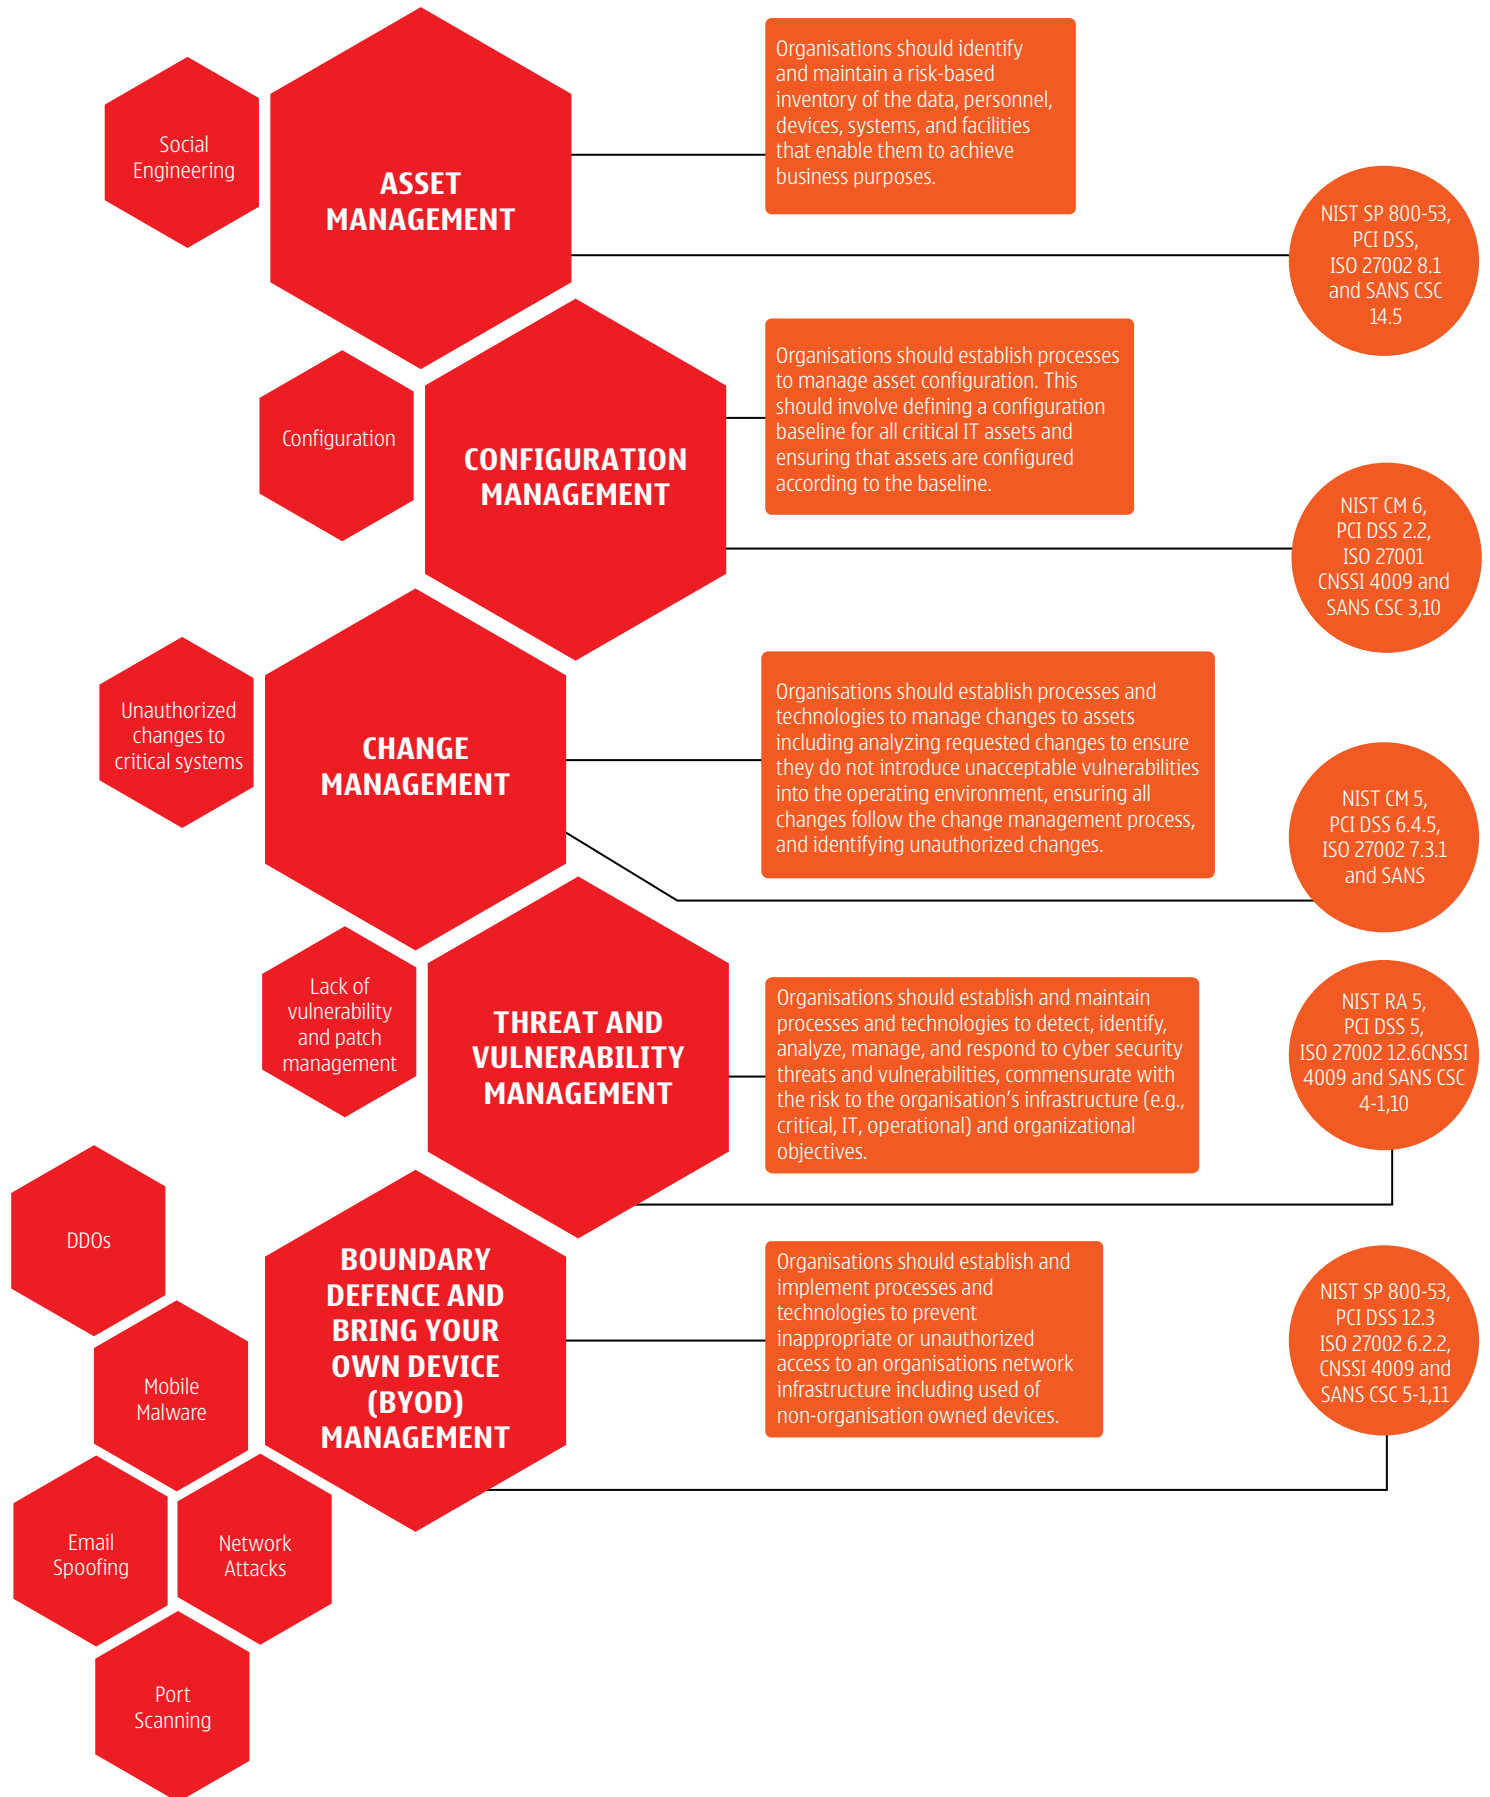 Social
Engineering
ASSET
MANAGEMENT
Organisations should identify
and maintain a risk-based
inventory of the data, personnel,
devices, systems, and facilities
that enable them to achieve
business purposes.
NIST SP 800-53,
PCI DSS,
ISO 27002 8.1
and SANS CSC
14.5
Configuration
CONFIGURATION
MANAGEMENT
Organisations should establish processes
to manage asset configuration. This
should involve defining a configuration
baseline for all critical IT assets and
ensuring that assets are configured
according to the baseline.
NIST CM 6,
PCI DSS 2.2,
ISO 27001
CNSSI 4009 and
SANS CSC 3,10
Unauthorized
changes to
critical systems
CHANGE
MANAGEMENT
Organisations should establish processes and
technologies to manage changes to assets
including analyzing requested changes to ensure
they do not introduce unacceptable vulnerabilities
into the operating environment, ensuring all
changes follow the change management process,
and identifying unauthorized changes.
NIST CM 5,
PCI DSS 6.4.5,
ISO 27002 7.3.1
and SANS
Lack of
vulnerability
and patch
management
THREAT AND
VULNERABILITY
MANAGEMENT
Organisations should establish and maintain
processes and technologies to detect, identify,
analyze, manage, and respond to cyber security
threats and vulnerabilities, commensurate with
the risk to the organisation’s infrastructure (e.g.,
critical, IT, operational) and organizational
objectives.
NIST RA 5,
PCI DSS 5,
ISO 27002 12.6CNSSI
4009 and SANS CSC
4-1,10
DDOs
Mobile
Malware
Email
Spoofing
Network
Attacks
Port
Scanning
BOUNDARY
DEFENCE AND
BRING YOUR
OWN DEVICE
(BYOD)
MANAGEMENT
Organisations should establish and
implement processes and
technologies to prevent
inappropriate or unauthorized
access to an organisations network
infrastructure including used of
non-organisation owned devices.
NIST SP 800-53,
PCI DSS 12.3
ISO 27002 6.2.2,
CNSSI 4009 and
SANS CSC 5-1,11